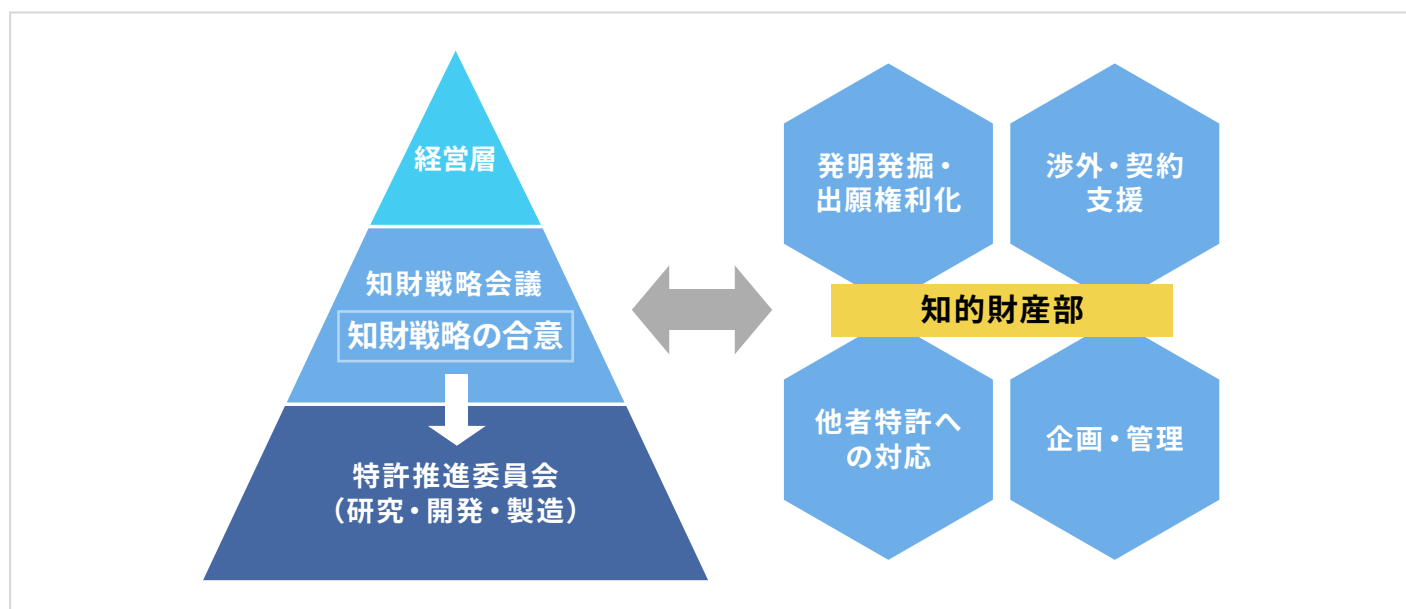 経営層
知財戦略会議
知財戦略の合意
特許推進委員会
（研究・開発・製造）
発明発掘・
出願権利化
渉外・契約
支援
知的財産部
他者特許へ
の対応
企画・管理